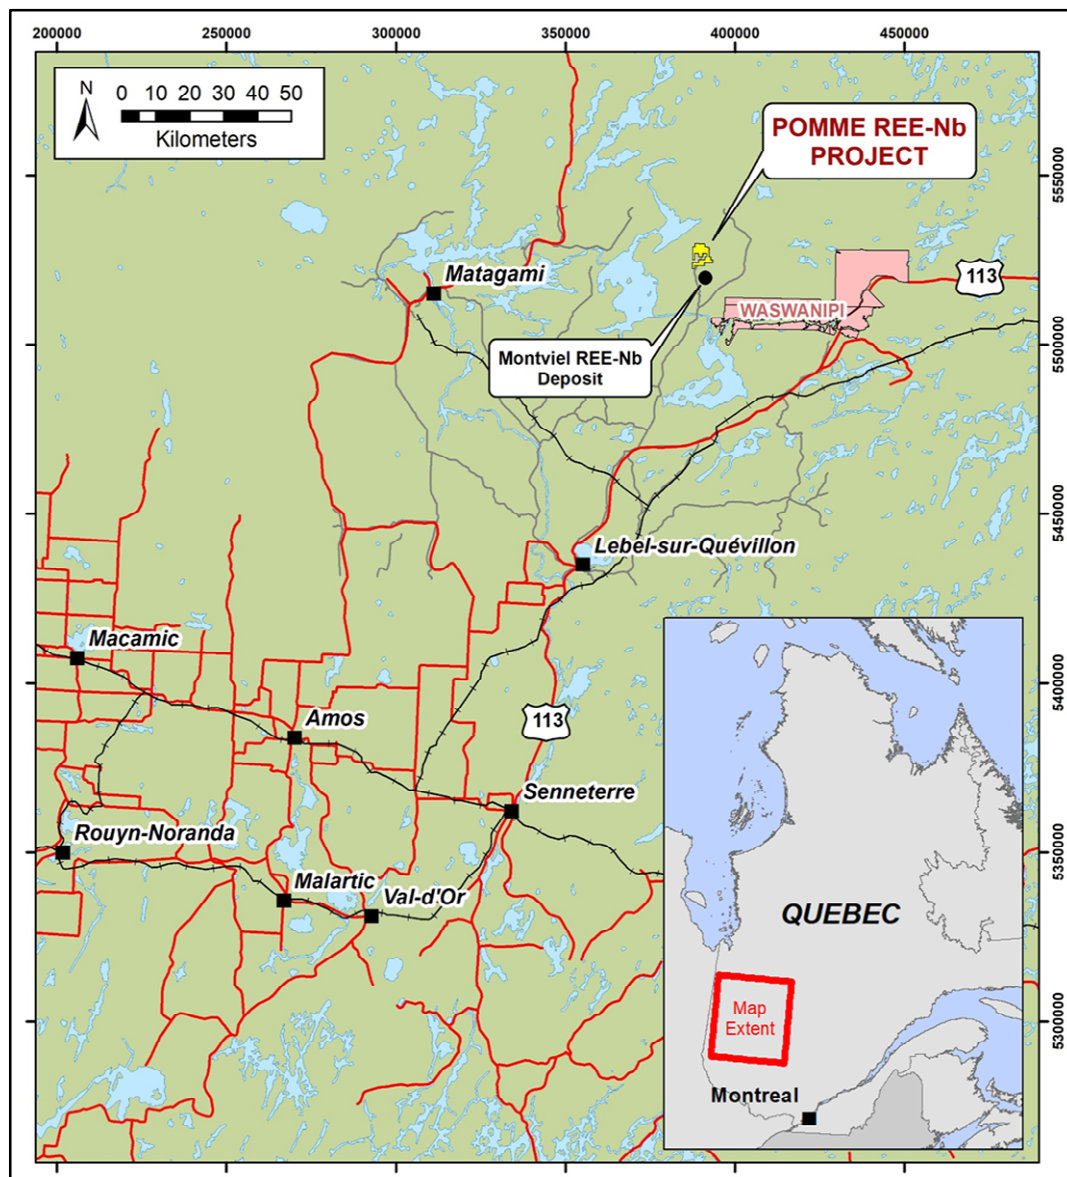 200000
250000
300000
350000
400000
450000
N
0 10 20 30 40 50
Kilometers
POMME REE-Nb
PROJECT
5550000
Matagami
113
WASWANIPI
Montviel REE-Nb
Deposit
5500000
5450000
Lebel-sur-Quévillon
Macamic
5400000
Amos
113
Senneterre
Rouyn-Noranda
5350000
Malartic
Val-d'Or
QUEBEC
Map
Extent
5300000
Montreal